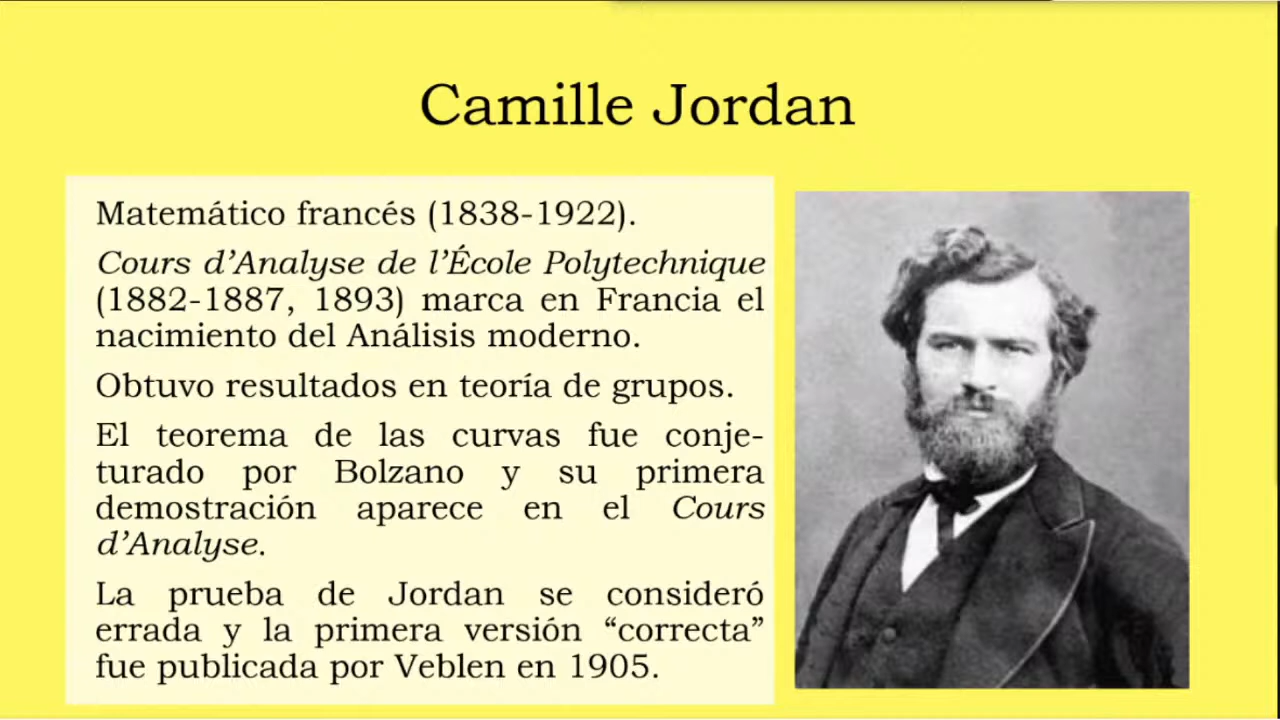 Camille Jordan
Matemático francés (1838-1922).
Cours d’Analyse de l’École Polytechnique
(1882-1887, 1893) marca en Francia el
nacimiento del Análisis moderno.
Obtuvo resultados en teoría de grupos.
El teorema de las curvas fue conje-
turado por Bolzano y su primera
demostración aparece en el Cours
d’Analyse.
La prueba de Jordan se consideró
errada y la primera versión “correcta”
fue publicada por Veblen en 1905.